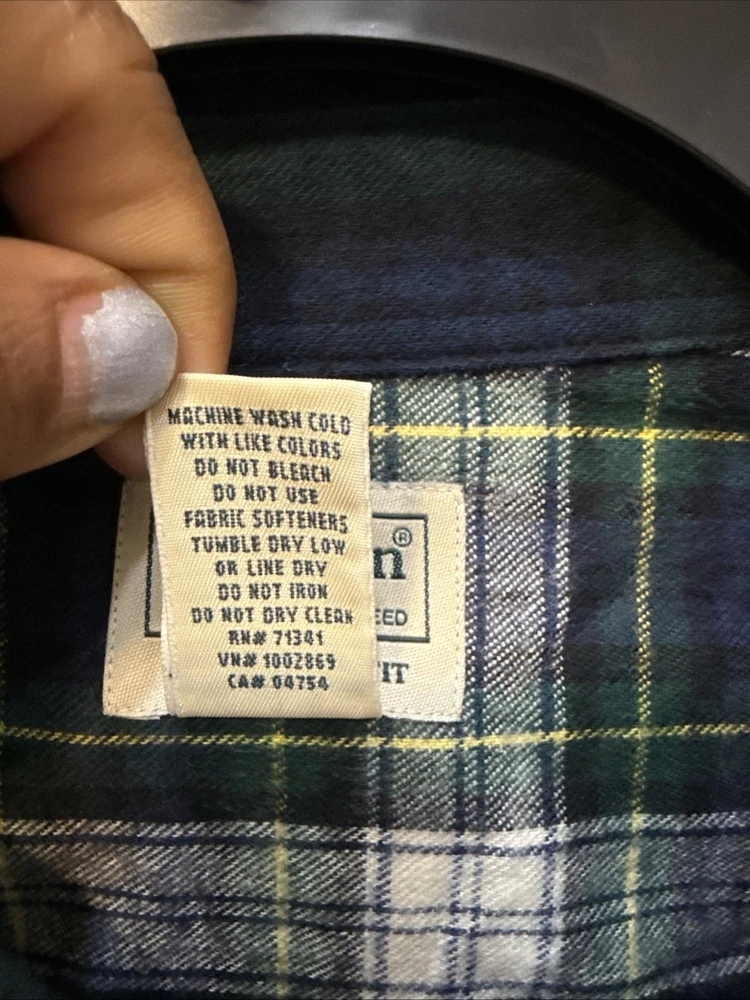 MACHINE WASH COLD
WITH LIKE COLORS
DO NOT BLEACH
DO NOT USE
FABRIC SOFTENERS
TUMBLE DRY LOW
OR LINE DRY
DO NOT IRON
DO NOT DRY CLEAN
RN# 71341
VN# 1002869
CA# 04754
n®
EED
IT